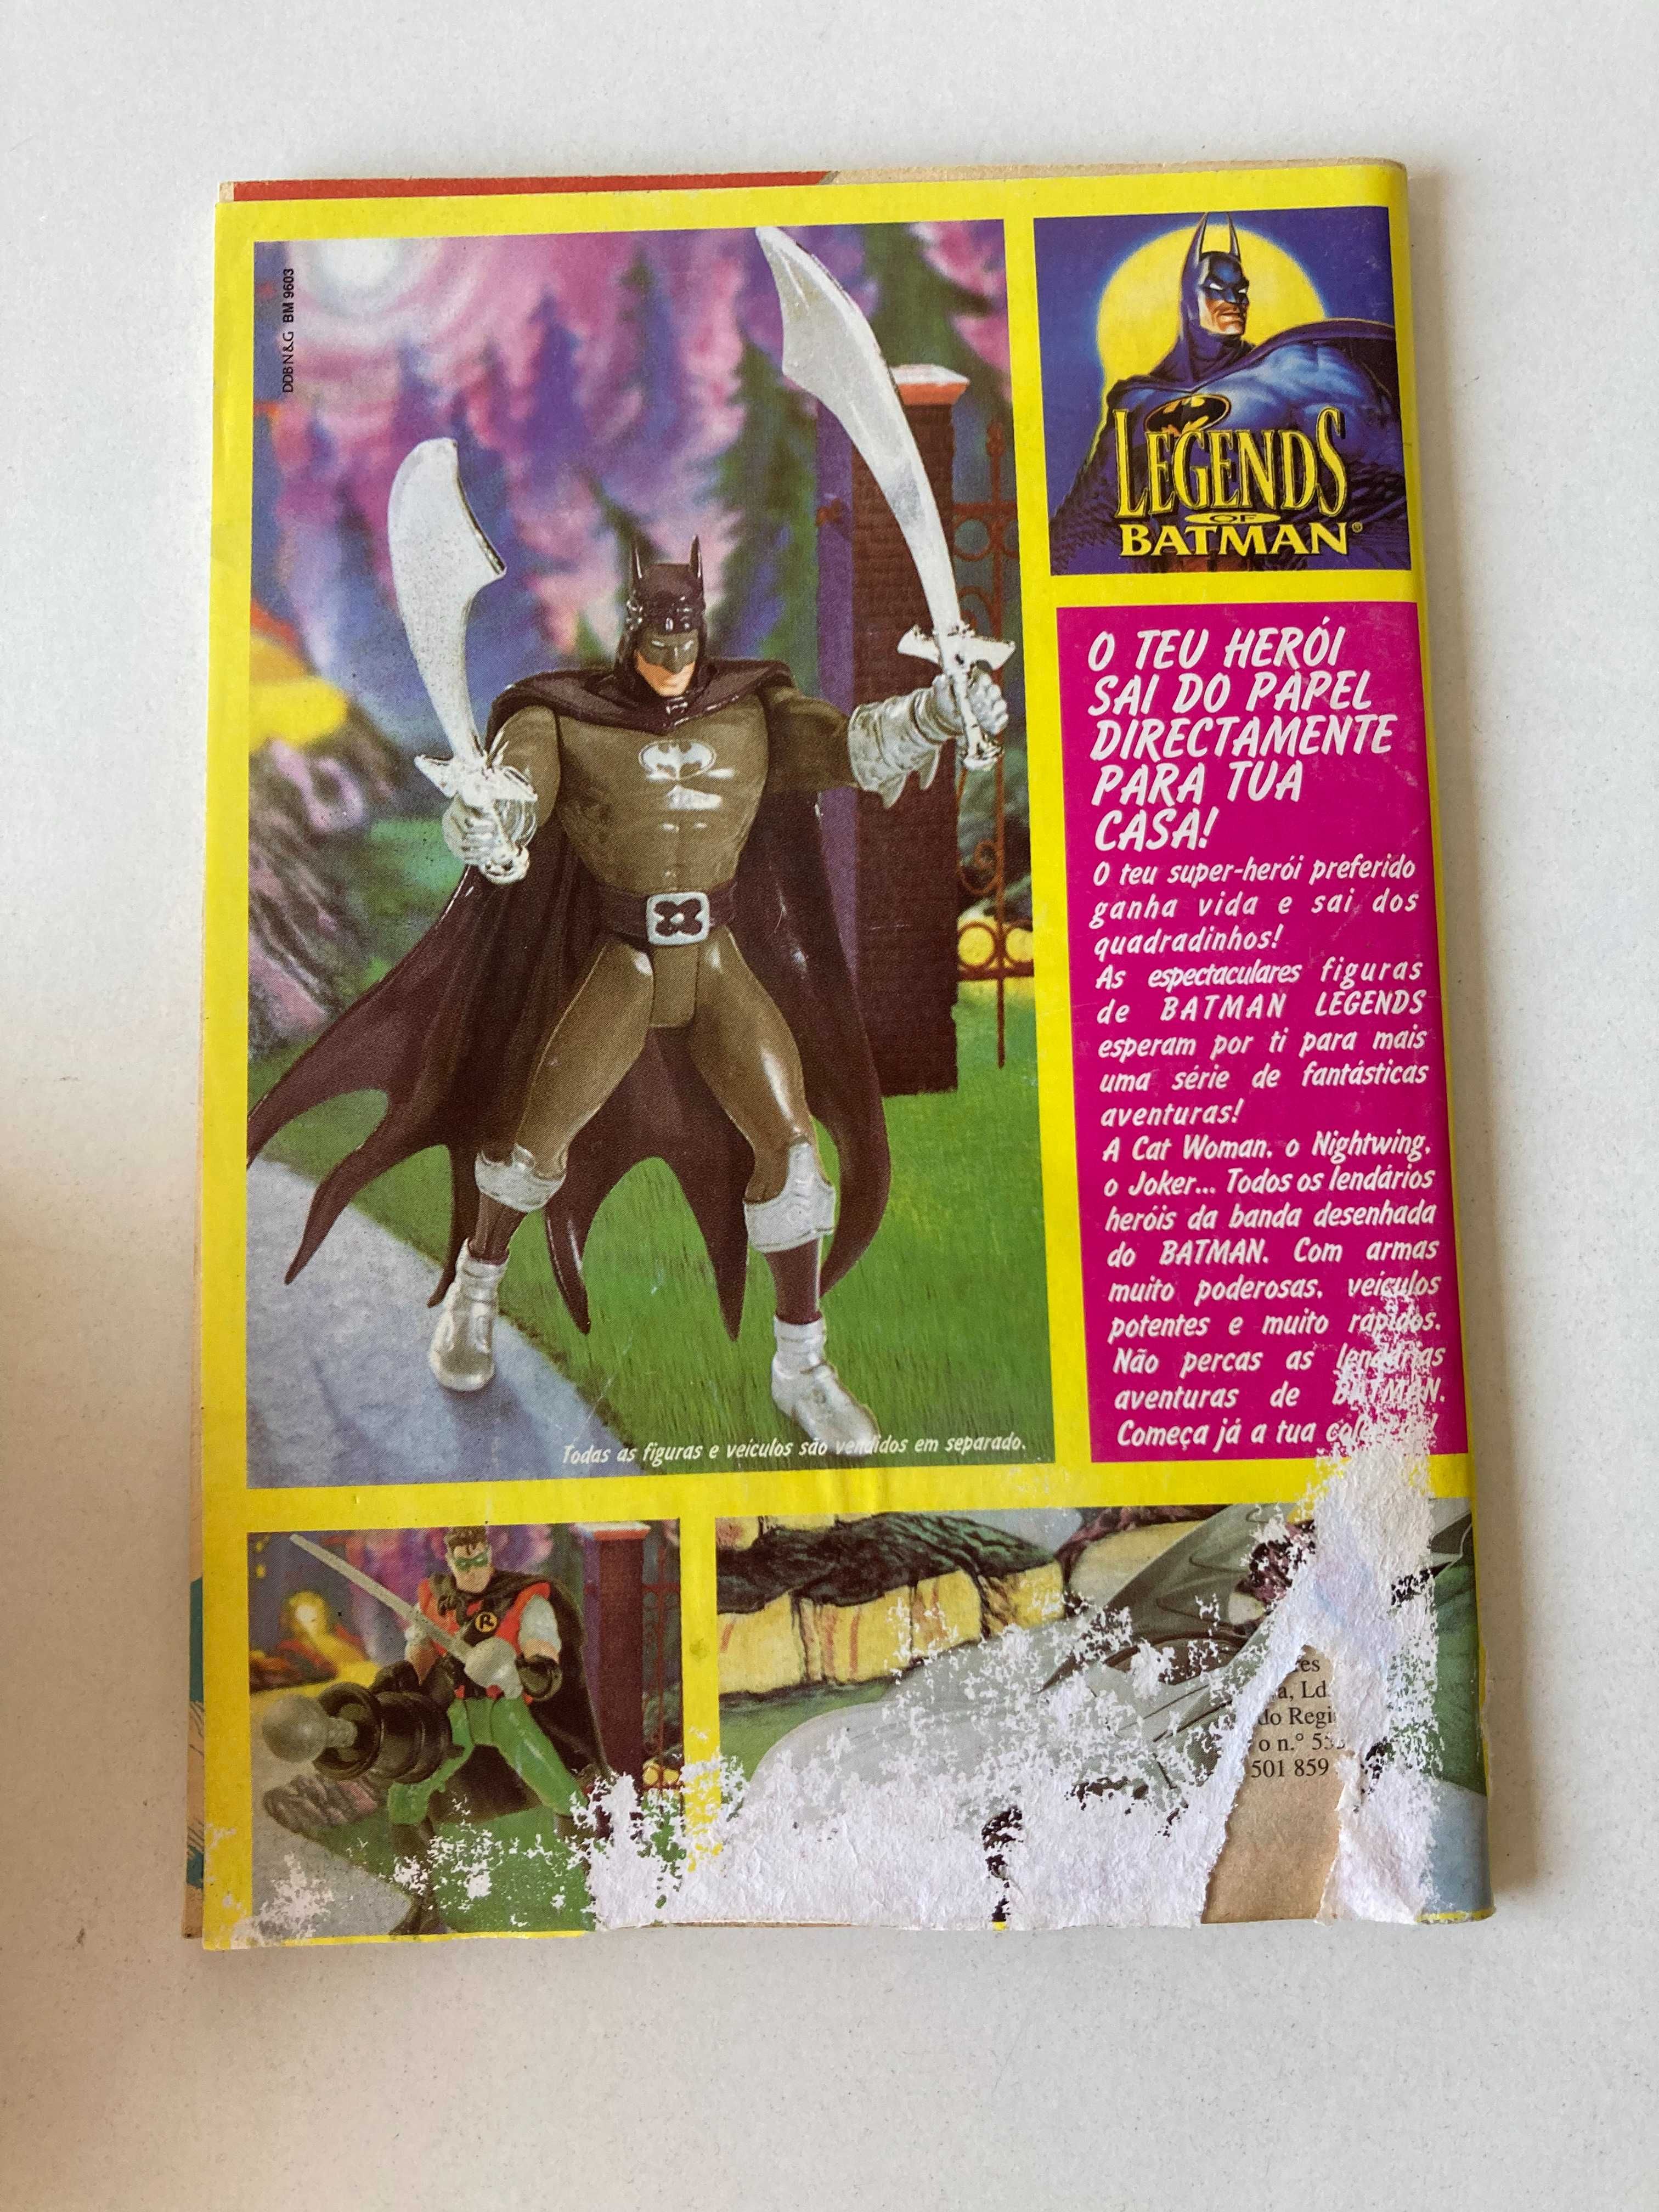 DDB N&G BM 9603
LEGENDS
OF
BATMAN®
O TEU HERÓI
SAI DO PAPEL
DIRECTAMENTE
PARA TUA
CASA!
O teu super-herói preferido
ganha vida e sai dos
quadradinhos!
As espectaculares figuras
de BATMAN LEGENDS
esperam por ti para mais
uma série de fantásticas
aventuras!
A Cat Woman, o Nightwing,
o Joker... Todos os lendários
heróis da banda desenhada
do BATMAN. Com armas
muito poderosas, veículos
potentes e muito rápidos.
Não percas as lendárias
aventuras de BATMAN.
Começa já a tua
Todas as figuras e veículos são vendidos em separado.
R
a, Ld
do Regi
o n.°
501 859